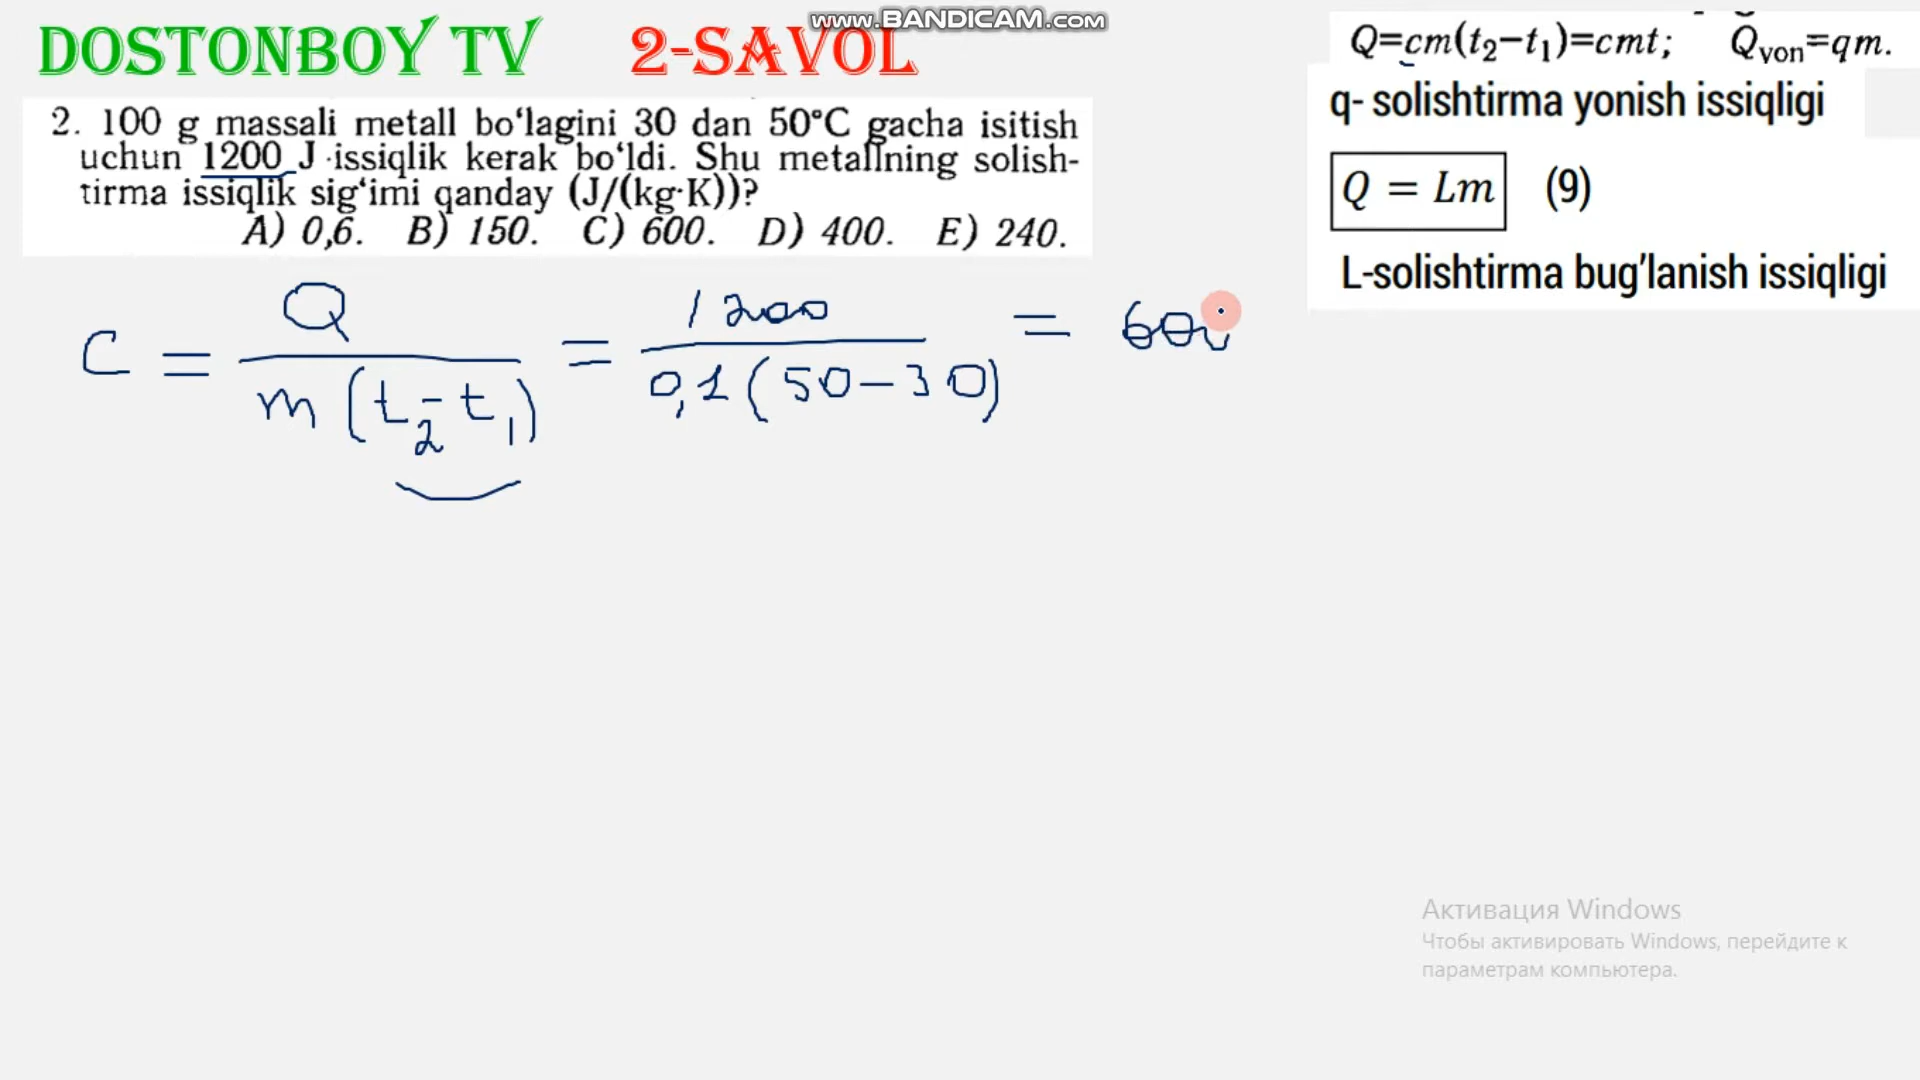 www.BANDICAM.com
DOSTONBOY TV 2-SAVOL
2. 100 g massali metall bo‘lagini 30 dan 50°C gacha isitish
uchun 1200 J issiqlik kerak bo‘ldi. Shu metallning solish-
tirma issiqlik sig‘imi qanday (J/(kg·K))?
A) 0,6. B) 150. C) 600. D) 400. E) 240.
Q=cm(t₂−t₁)=cmt; Qyon=qm.
q- solishtirma yonish issiqligi
Q = Lm (9)
L-solishtirma bug’lanish issiqligi
C = Q / m(t₂-t₁) = 1200 / 0,1(50-30) = 600
Активация Windows
Чтобы активировать Windows, перейдите к
параметрам компьютера.